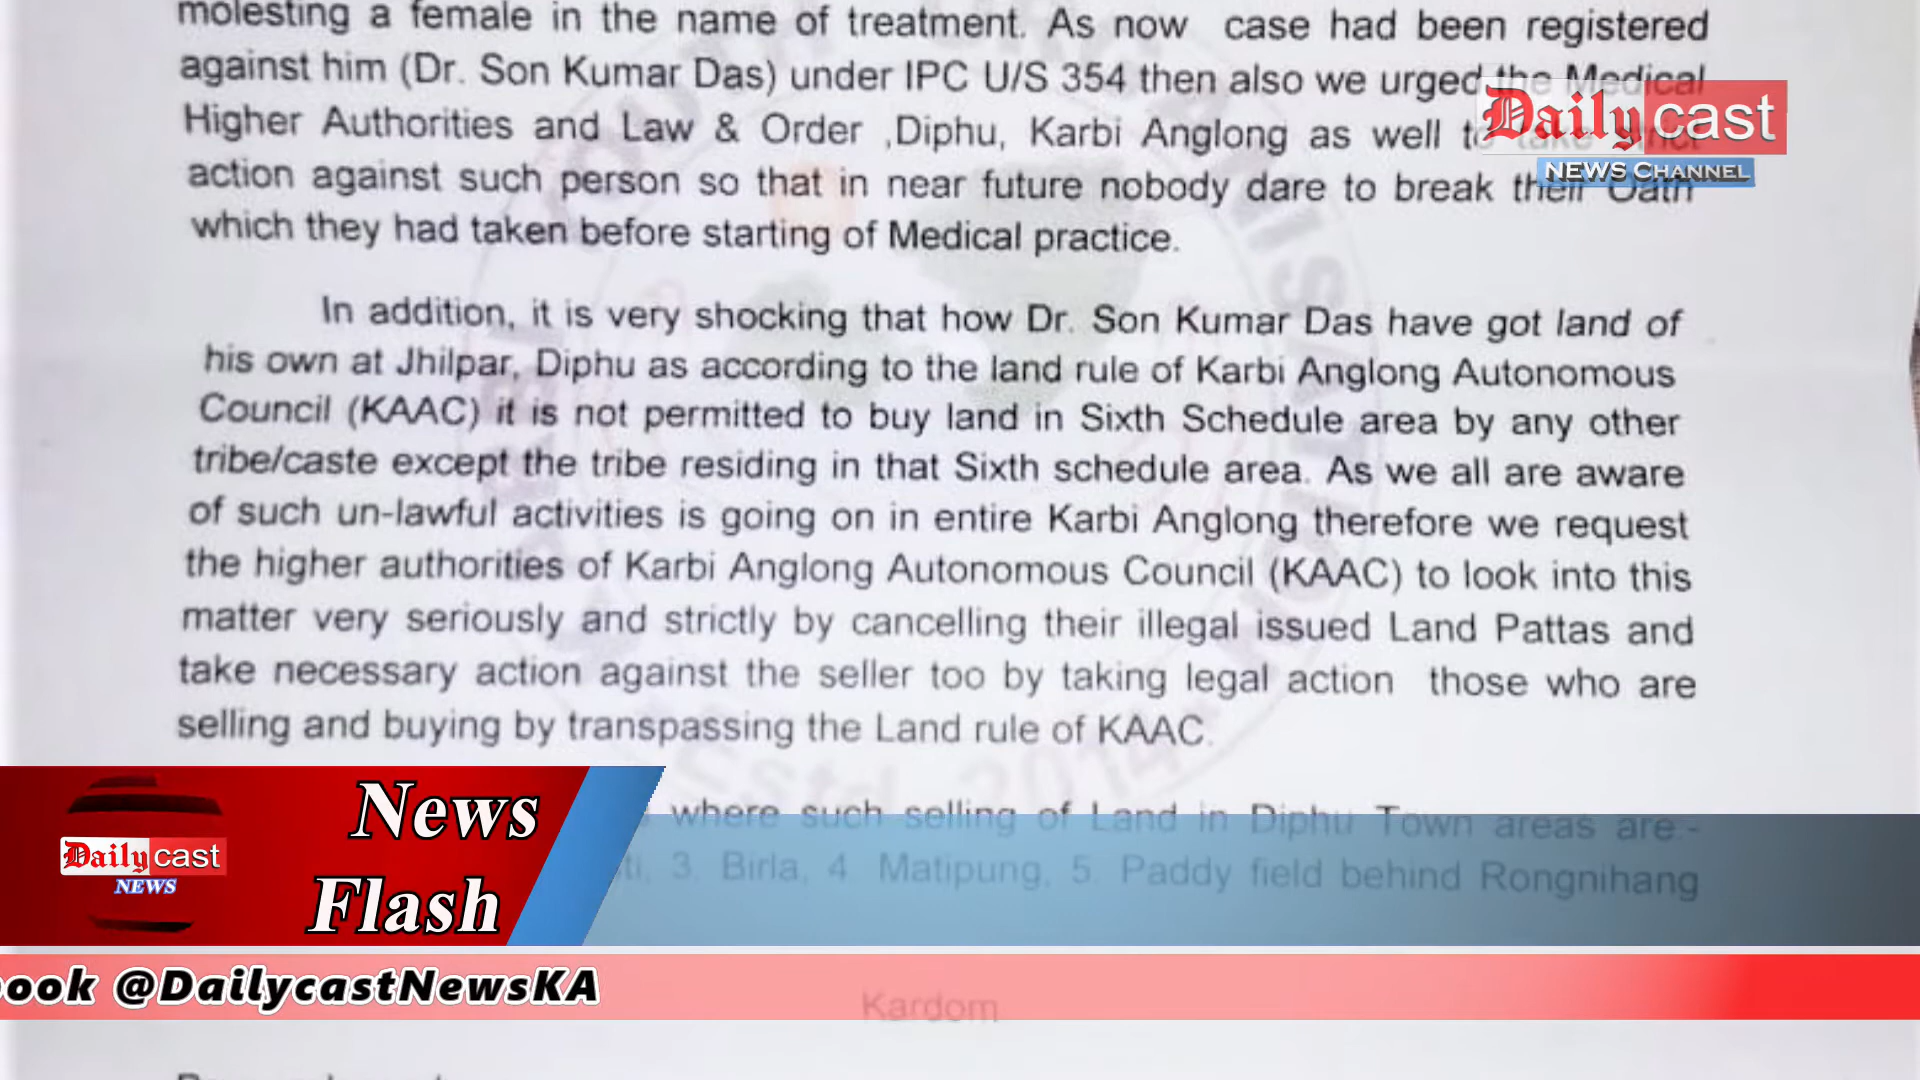 molesting a female in the name of treatment. As now case had been registered
against him (Dr. Son Kumar Das) under IPC U/S 354 then also we urged the Medical
Higher Authorities and Law & Order ,Diphu, Karbi Anglong as well to take strict
action against such person so that in near future nobody dare to break their Oath
which they had taken before starting of Medical practice.
In addition, it is very shocking that how Dr. Son Kumar Das have got land of
his own at Jhilpar, Diphu as according to the land rule of Karbi Anglong Autonomous
Council (KAAC) it is not permitted to buy land in Sixth Schedule area by any other
tribe/caste except the tribe residing in that Sixth schedule area. As we all are aware
of such un-lawful activities is going on in entire Karbi Anglong therefore we request
the higher authorities of Karbi Anglong Autonomous Council (KAAC) to look into this
matter very seriously and strictly by cancelling their illegal issued Land Pattas and
take necessary action against the seller too by taking legal action those who are
selling and buying by transpassing the Land rule of KAAC.
where such selling of Land in Diphu Town areas are -
3. Birla, 4 Matipung, 5. Paddy field behind Rongnihang
Kardom
Dailycast
NEWS CHANNEL
News
Flash
Dailycast
NEWS
ook @DailycastNewsKA
Estd. 2014